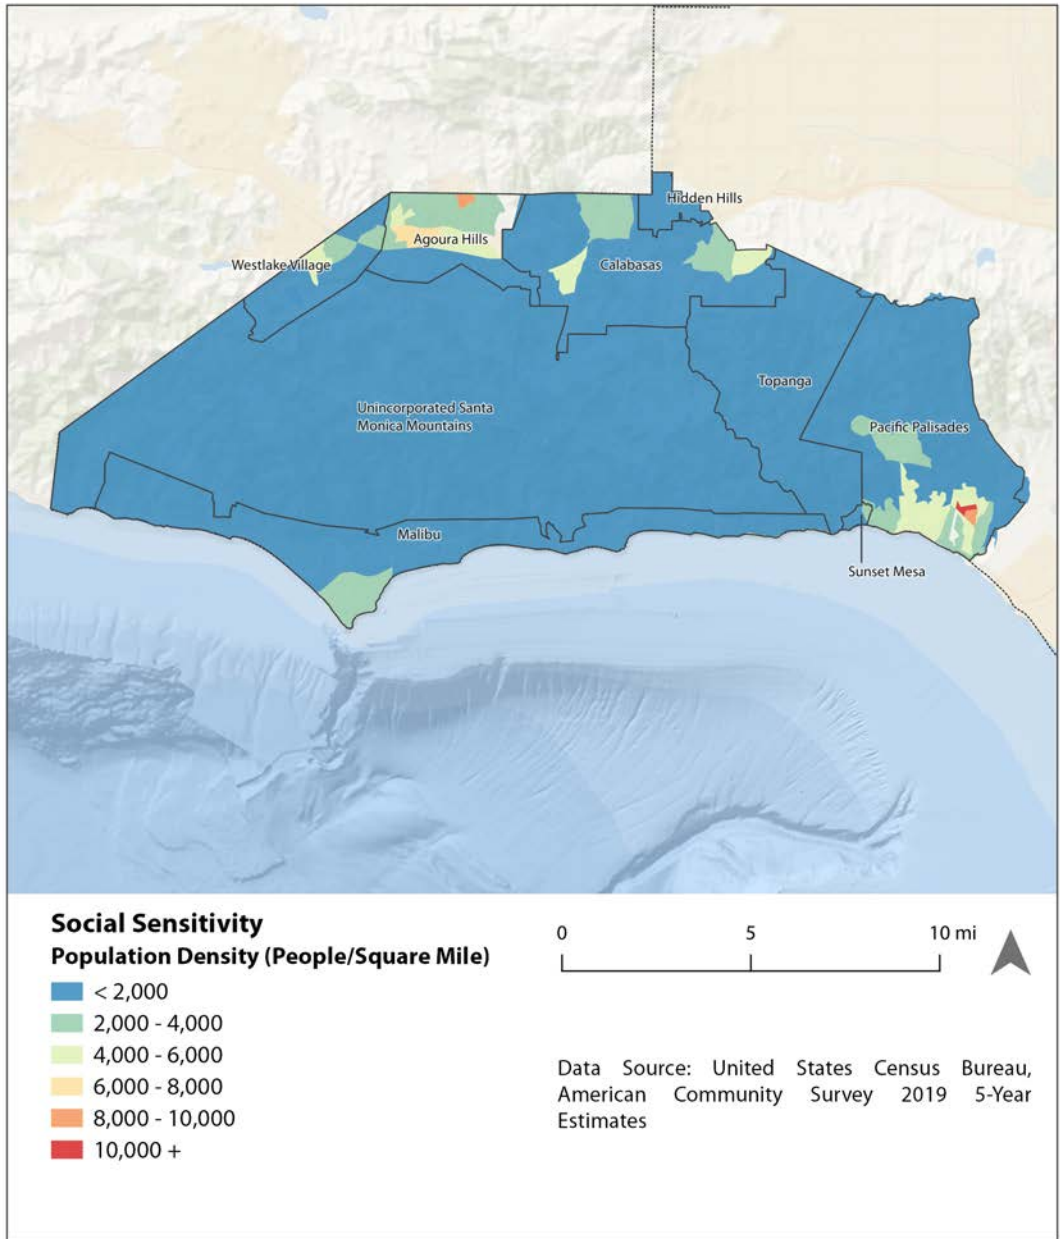 Hidden Hills
Agoura Hills
Westlake Village
Calabasas
Topanga
Unincorporated Santa
Monica Mountains
Pacific Palisades
Malibu
Sunset Mesa
Social Sensitivity
Population Density (People/Square Mile)
< 2,000
2,000 - 4,000
4,000 - 6,000
6,000 - 8,000
8,000 - 10,000
10,000 +
0 5 10 mi
Data Source: United States Census Bureau,
American Community Survey 2019 5-Year
Estimates